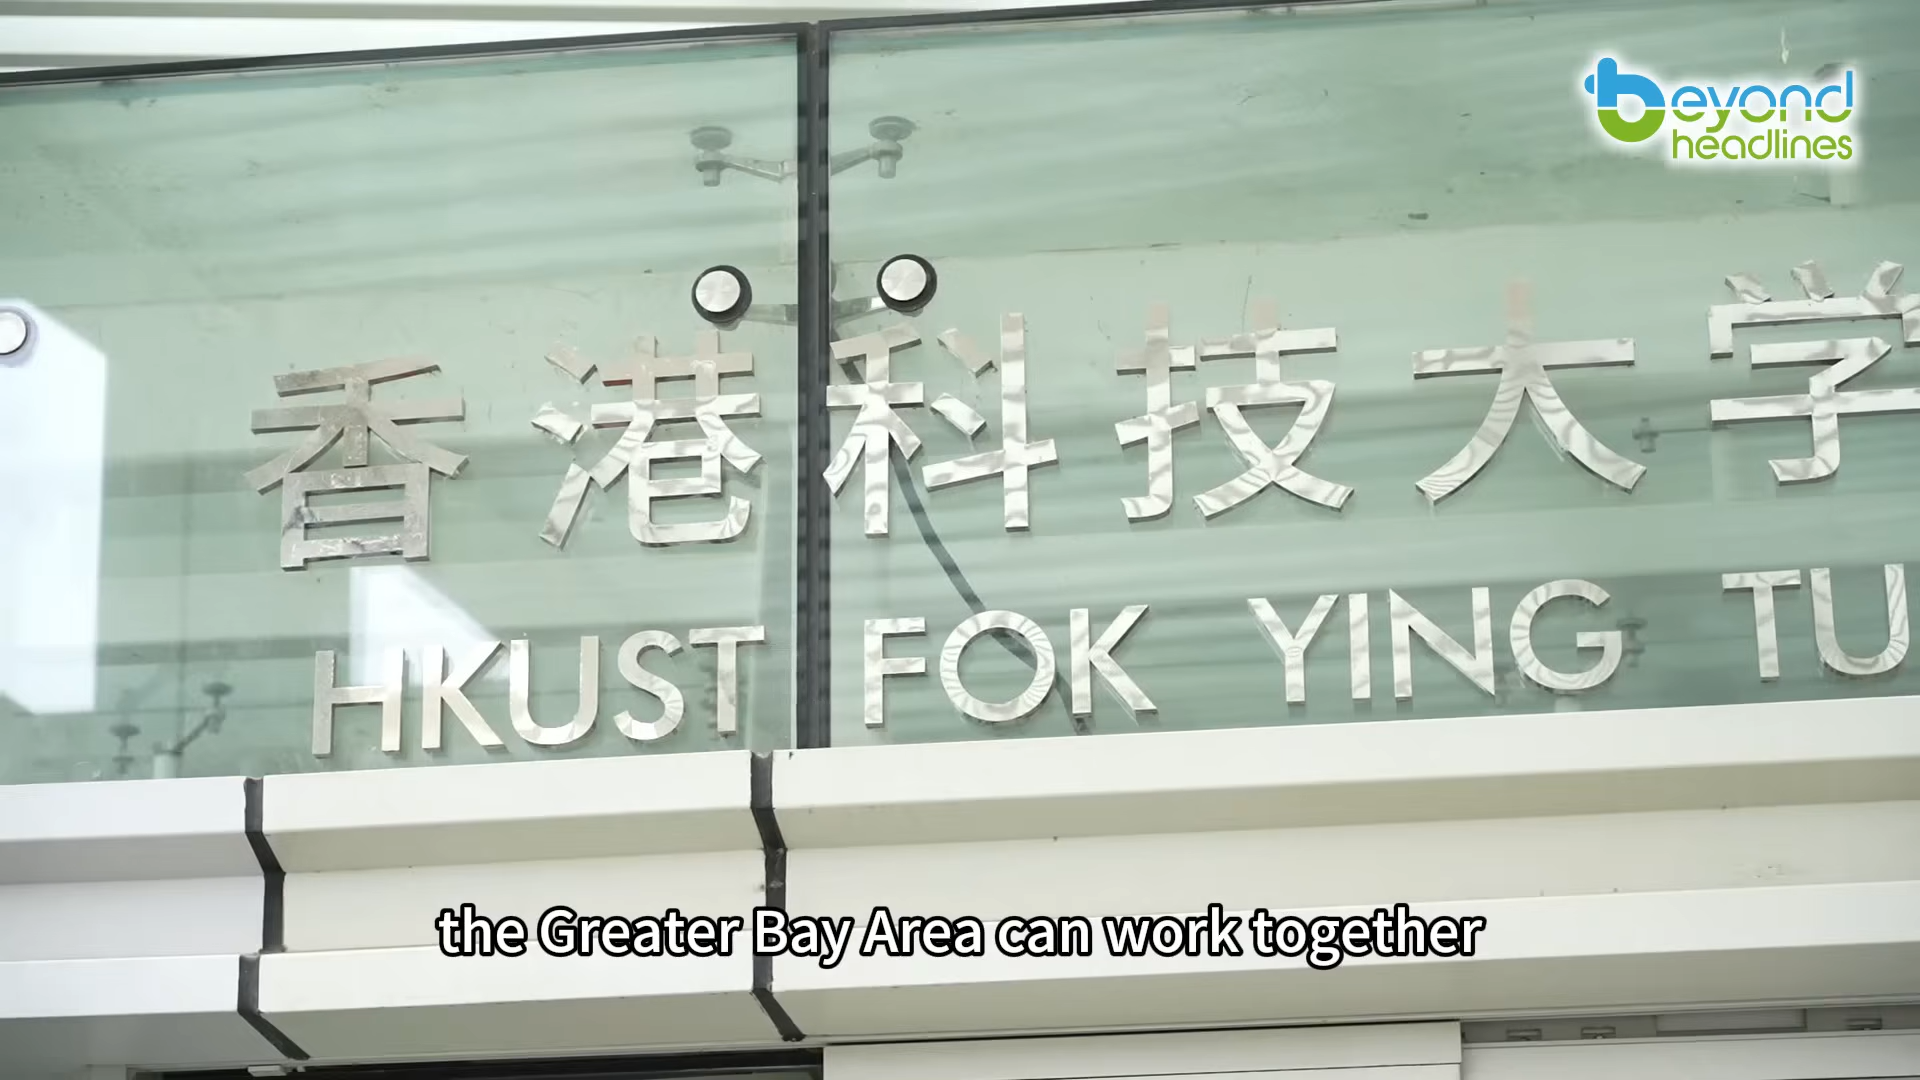 beyond
headlines
香港科技大学
HKUST FOK YING TU
the Greater Bay Area can work together